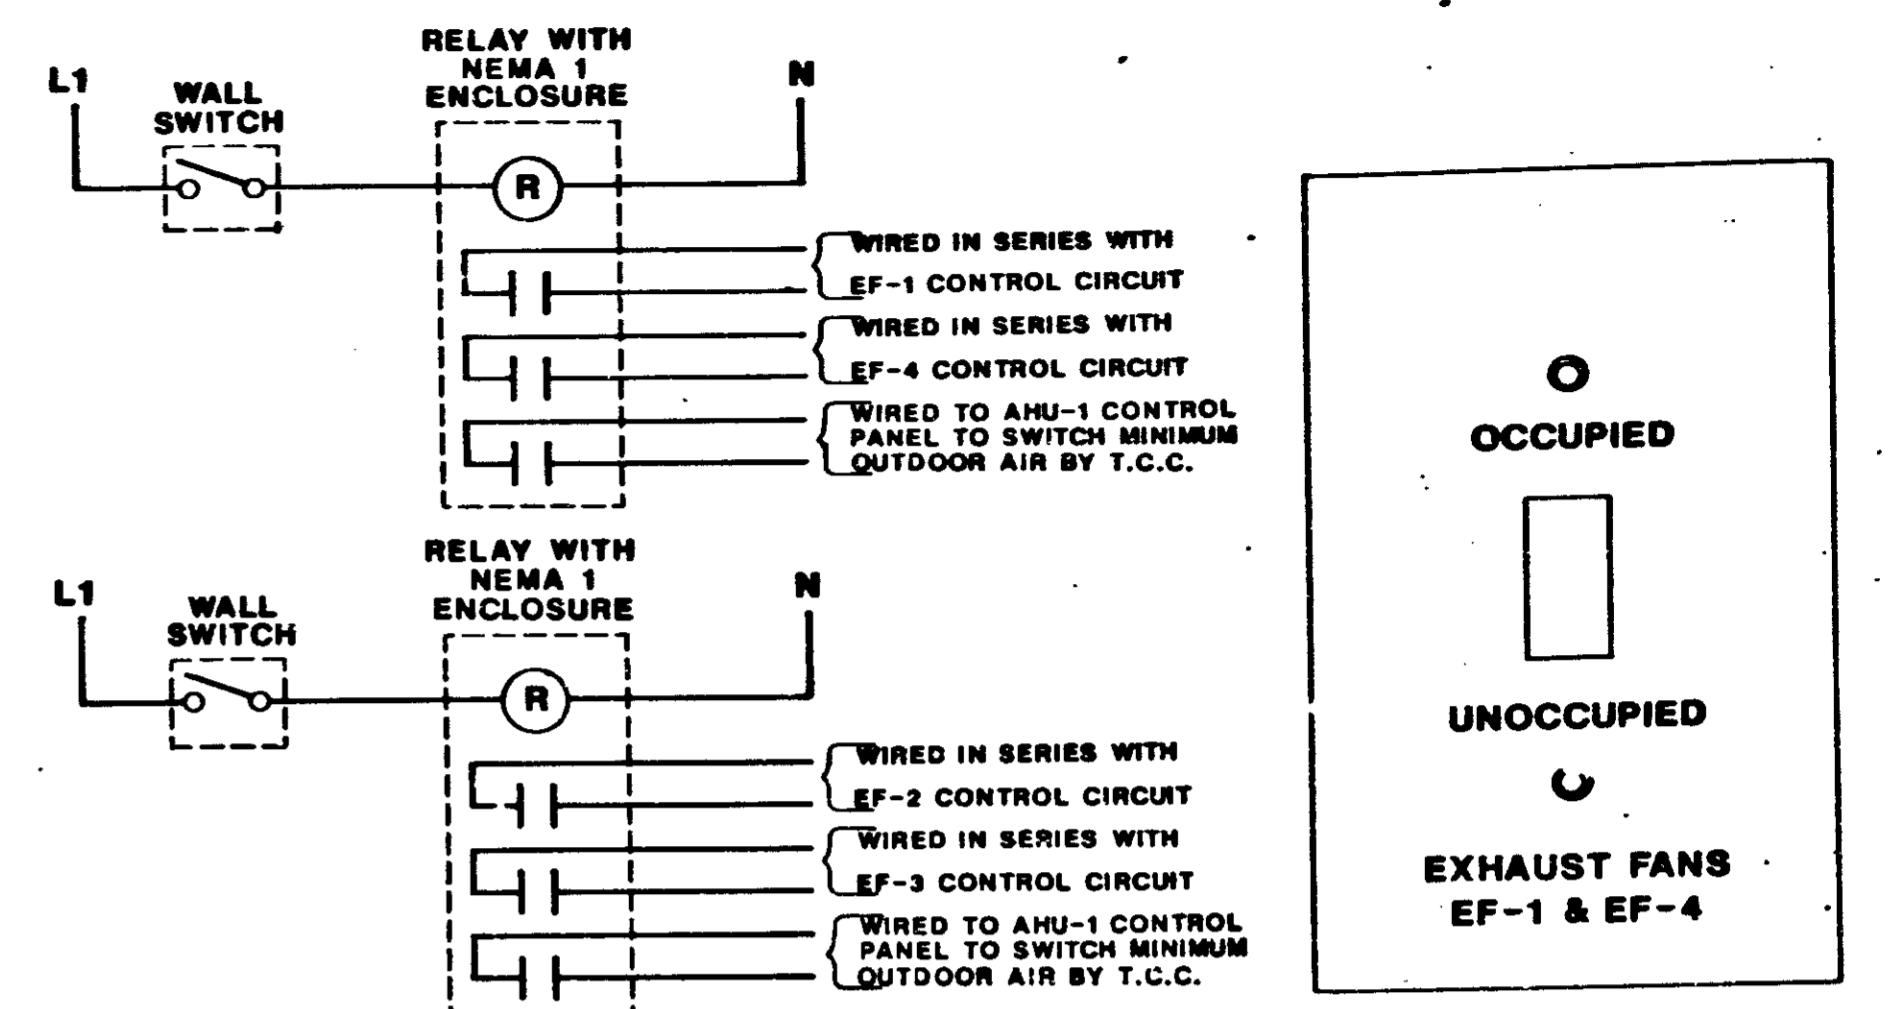 RELAY WITH
NEMA 1
ENCLOSURE
L1
WALL
SWITCH
N
R
WIRED IN SERIES WITH
EF-1 CONTROL CIRCUIT
WIRED IN SERIES WITH
EF-4 CONTROL CIRCUIT
WIRED TO AHU-1 CONTROL
PANEL TO SWITCH MINIMUM
OUTDOOR AIR BY T.C.C.
RELAY WITH
NEMA 1
ENCLOSURE
L1
WALL
SWITCH
N
R
WIRED IN SERIES WITH
EF-2 CONTROL CIRCUIT
WIRED IN SERIES WITH
EF-3 CONTROL CIRCUIT
WIRED TO AHU-1 CONTROL
PANEL TO SWITCH MINIMUM
OUTDOOR AIR BY T.C.C.
OCCUPIED
UNOCCUPIED
EXHAUST FANS
EF-1 & EF-4